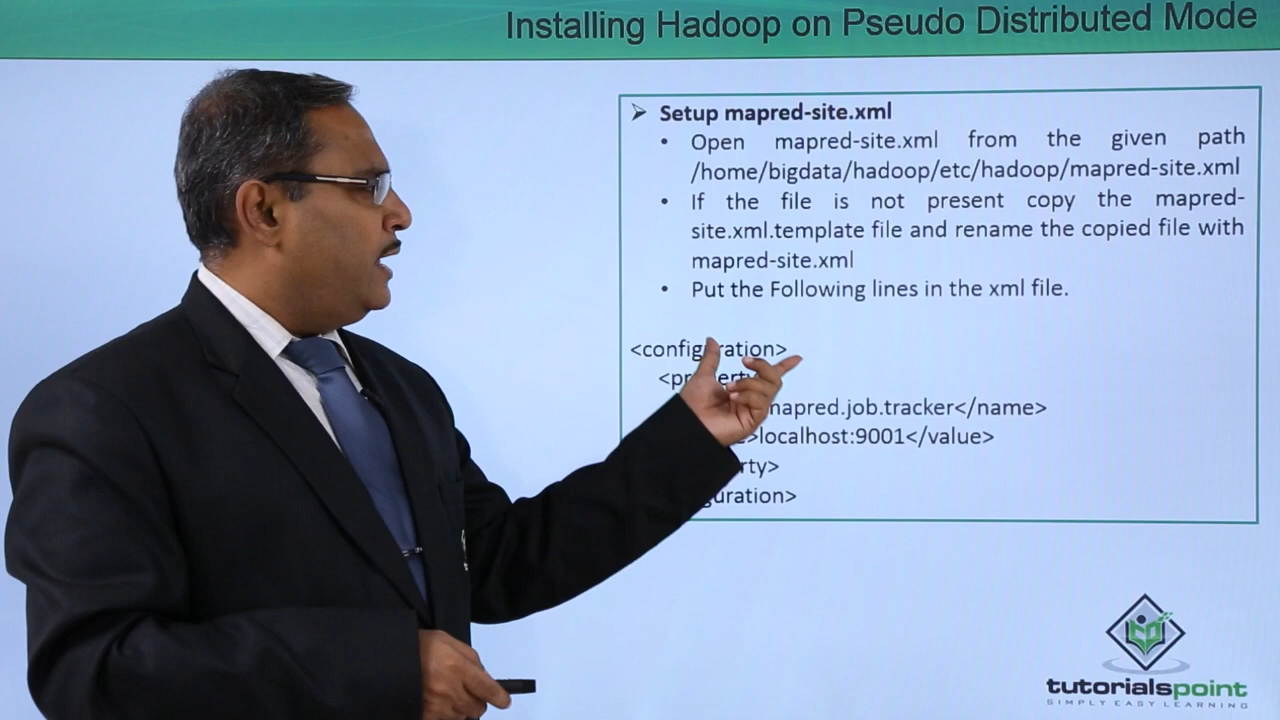 Installing Hadoop on Pseudo Distributed Mode
Setup mapred-site.xml
Open mapred-site.xml from the given path
/home/bigdata/hadoop/etc/hadoop/mapred-site.xml
If the file is not present copy the mapred-
site.xml.template file and rename the copied file with
mapred-site.xml
Put the Following lines in the xml file.
<configuration>
<property>
mapred.job.tracker</name>
>localhost:9001</value>
rty>
guration>
tutorialspoint
SIMPLY EASY LEARNING